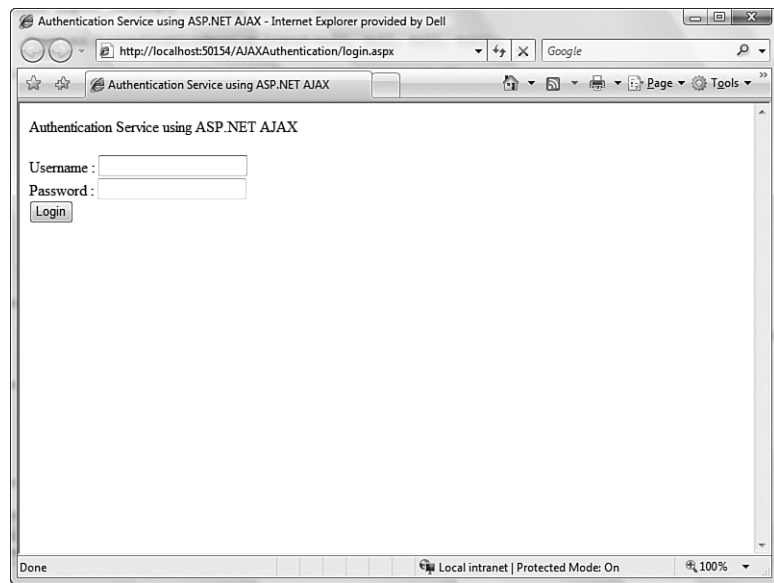 Authentication Service using ASP.NET AJAX - Internet Explorer provided by Dell
http://localhost:50154/AJAXAuthentication/login.aspx
Google
Authentication Service using ASP.NET AJAX
Page
Tools
Authentication Service using ASP.NET AJAX
Username :
Password :
Login
Done
Local intranet | Protected Mode: On
100%